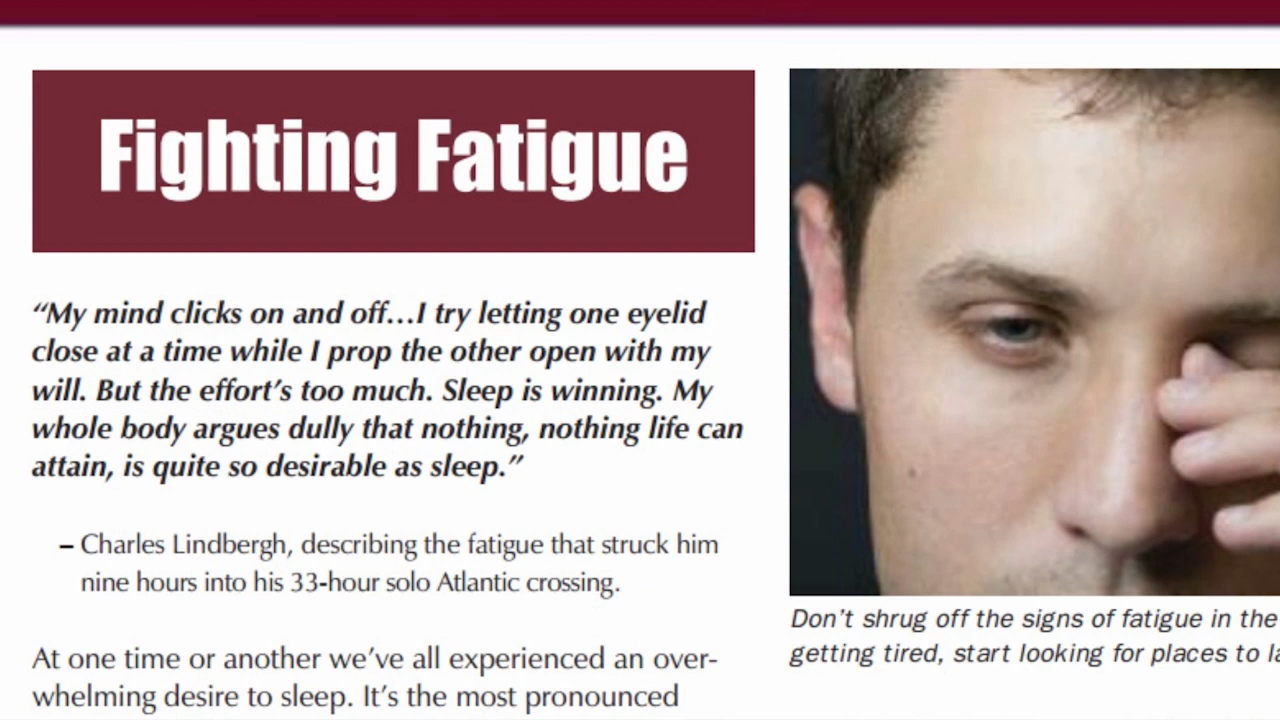 Fighting Fatigue
“My mind clicks on and off…I try letting one eyelid
close at a time while I prop the other open with my
will. But the effort’s too much. Sleep is winning. My
whole body argues dully that nothing, nothing life can
attain, is quite so desirable as sleep.”
– Charles Lindbergh, describing the fatigue that struck him
nine hours into his 33-hour solo Atlantic crossing.
At one time or another we’ve all experienced an over-
whelming desire to sleep. It’s the most pronounced
Don’t shrug off the signs of fatigue in the
getting tired, start looking for places to